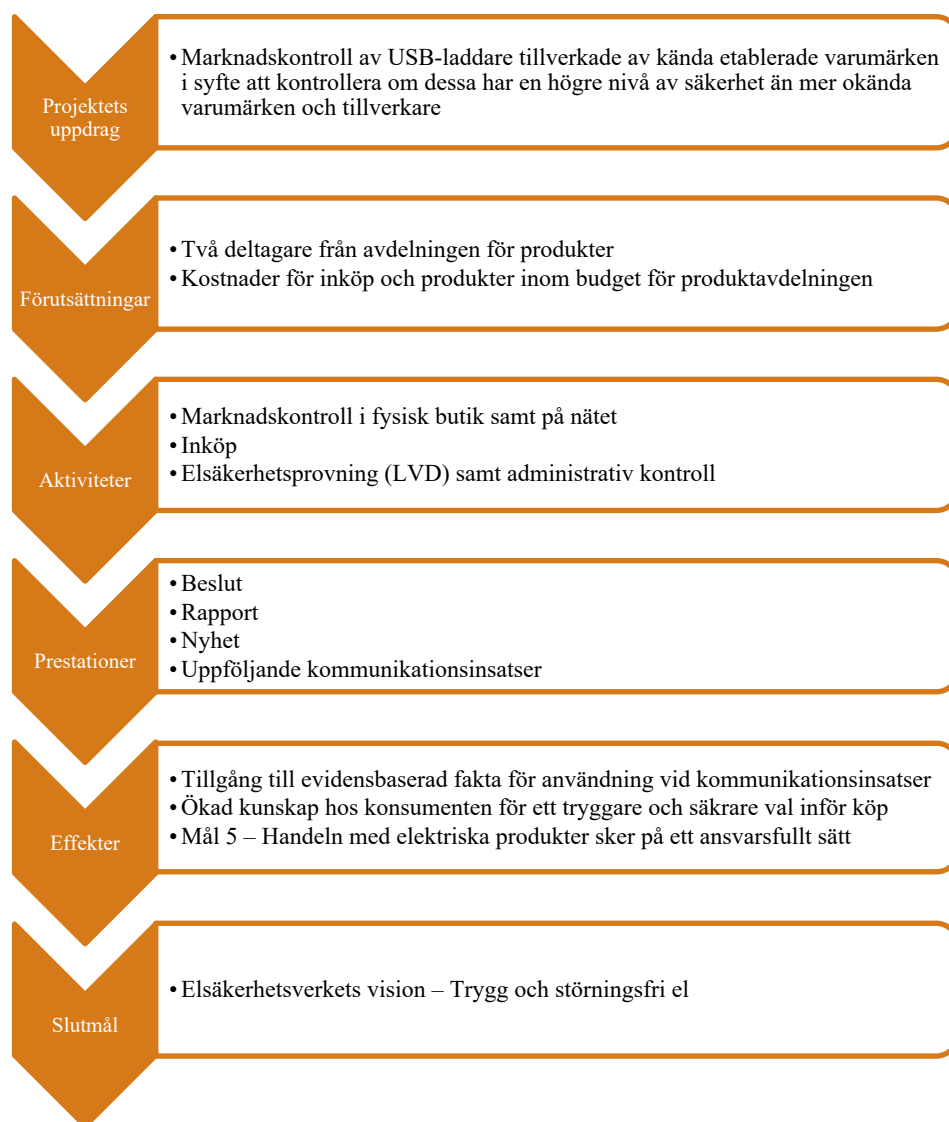 Projektets
uppdrag
• Marknadskontroll av USB-laddare tillverkade av kända etablerade varumärken
i syfte att kontrollera om dessa har en högre nivå av säkerhet än mer okända
varumärken och tillverkare
Förutsättningar
• Två deltagare från avdelningen för produkter
• Kostnader för inköp och produkter inom budget för produktavdelningen
Aktiviteter
• Marknadskontroll i fysisk butik samt på nätet
• Inköp
• Elsäkerhetsprovning (LVD) samt administrativ kontroll
Prestationer
• Beslut
• Rapport
• Nyhet
• Uppföljande kommunikationsinsatser
Effekter
• Tillgång till evidensbaserad fakta för användning vid kommunikationsinsatser
• Ökad kunskap hos konsumenten för ett tryggare och säkrare val inför köp
• Mål 5 – Handeln med elektriska produkter sker på ett ansvarsfullt sätt
Slutmål
• Elsäkerhetsverkets vision – Trygg och störningsfri el